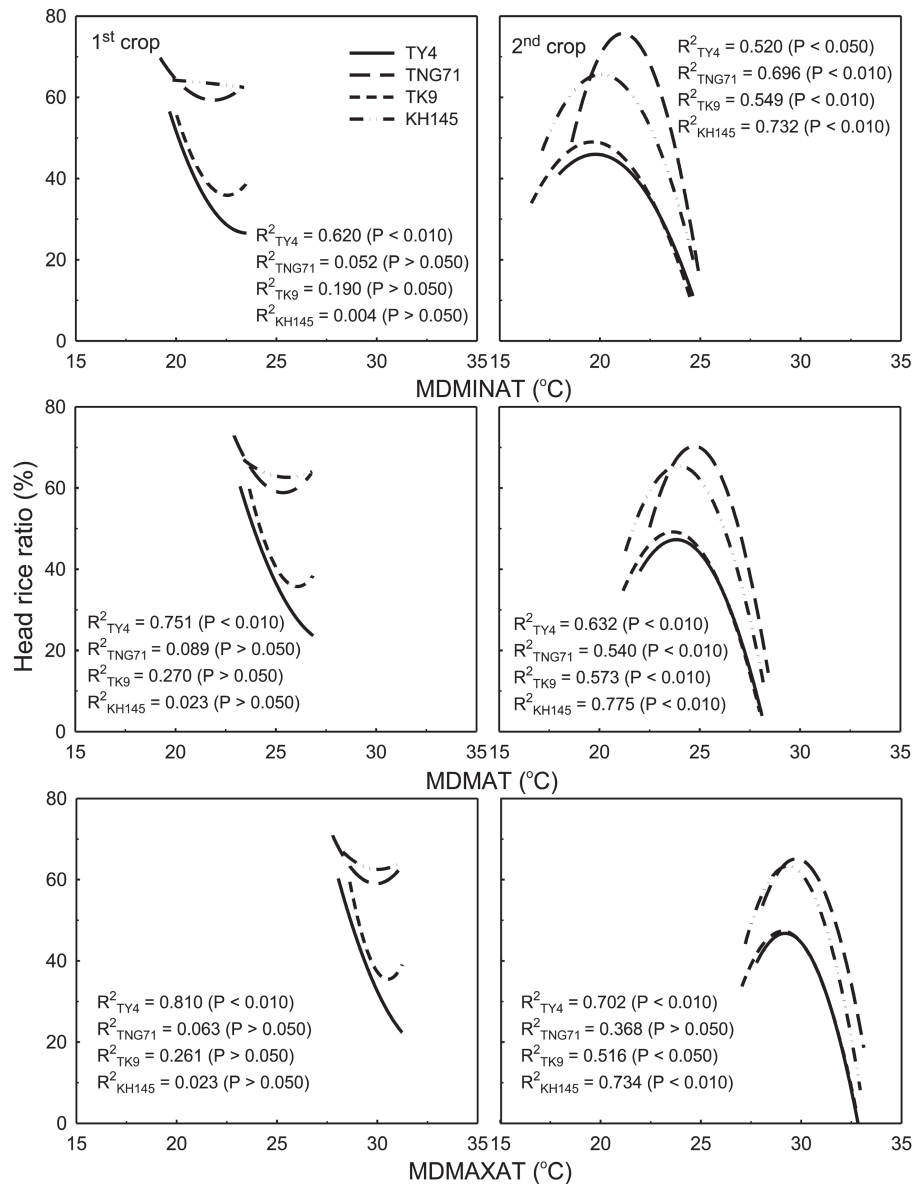 1st crop
TY4
TNG71
TK9
KH145
80
60
40
20
0
R²TY4 = 0.620 (P < 0.010)
R²TNG71 = 0.052 (P > 0.050)
R²TK9 = 0.190 (P > 0.050)
R²KH145 = 0.004 (P > 0.050)
15 20 25 30 35
2nd crop
R²TY4 = 0.520 (P < 0.050)
R²TNG71 = 0.696 (P < 0.010)
R²TK9 = 0.549 (P < 0.010)
R²KH145 = 0.732 (P < 0.010)
15 20 25 30 35
MDMINAT (°C)
Head rice ratio (%)
80
60
40
20
0
R²TY4 = 0.751 (P < 0.010)
R²TNG71 = 0.089 (P > 0.050)
R²TK9 = 0.270 (P > 0.050)
R²KH145 = 0.023 (P > 0.050)
15 20 25 30 35
R²TY4 = 0.632 (P < 0.010)
R²TNG71 = 0.540 (P < 0.010)
R²TK9 = 0.573 (P < 0.010)
R²KH145 = 0.775 (P < 0.010)
15 20 25 30 35
MDMAT (°C)
80
60
40
20
0
R²TY4 = 0.810 (P < 0.010)
R²TNG71 = 0.063 (P > 0.050)
R²TK9 = 0.261 (P > 0.050)
R²KH145 = 0.023 (P > 0.050)
15 20 25 30 35
R²TY4 = 0.702 (P < 0.010)
R²TNG71 = 0.368 (P > 0.050)
R²TK9 = 0.516 (P < 0.050)
R²KH145 = 0.734 (P < 0.010)
15 20 25 30 35
MDMAXAT (°C)